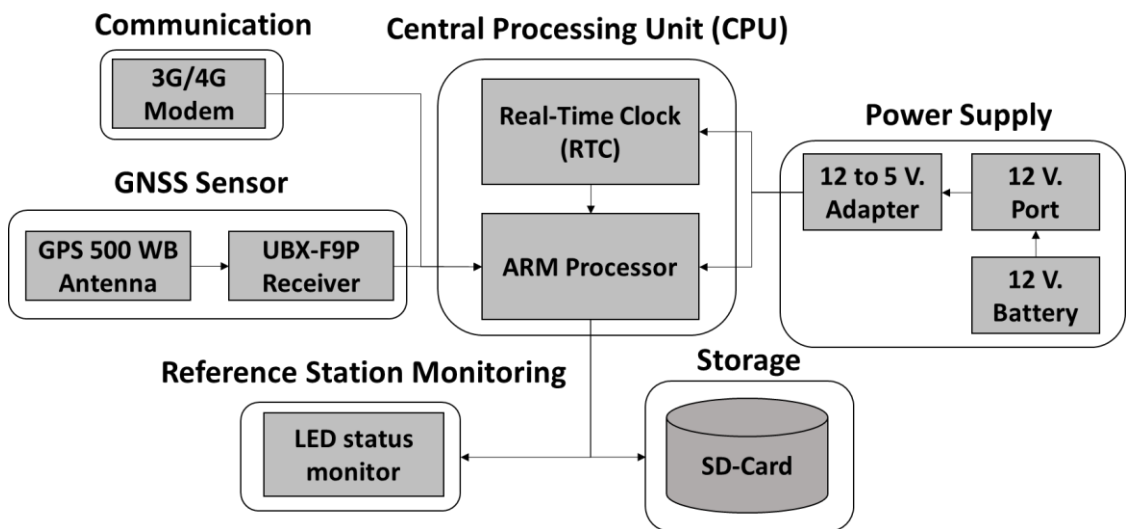 Communication
3G/4G
Modem
GNSS Sensor
GPS 500 WB
Antenna
UBX-F9P
Receiver
Central Processing Unit (CPU)
Real-Time Clock
(RTC)
ARM Processor
Power Supply
12 to 5 V.
Adapter
12 V.
Port
12 V.
Battery
Reference Station Monitoring
LED status
monitor
Storage
SD-Card